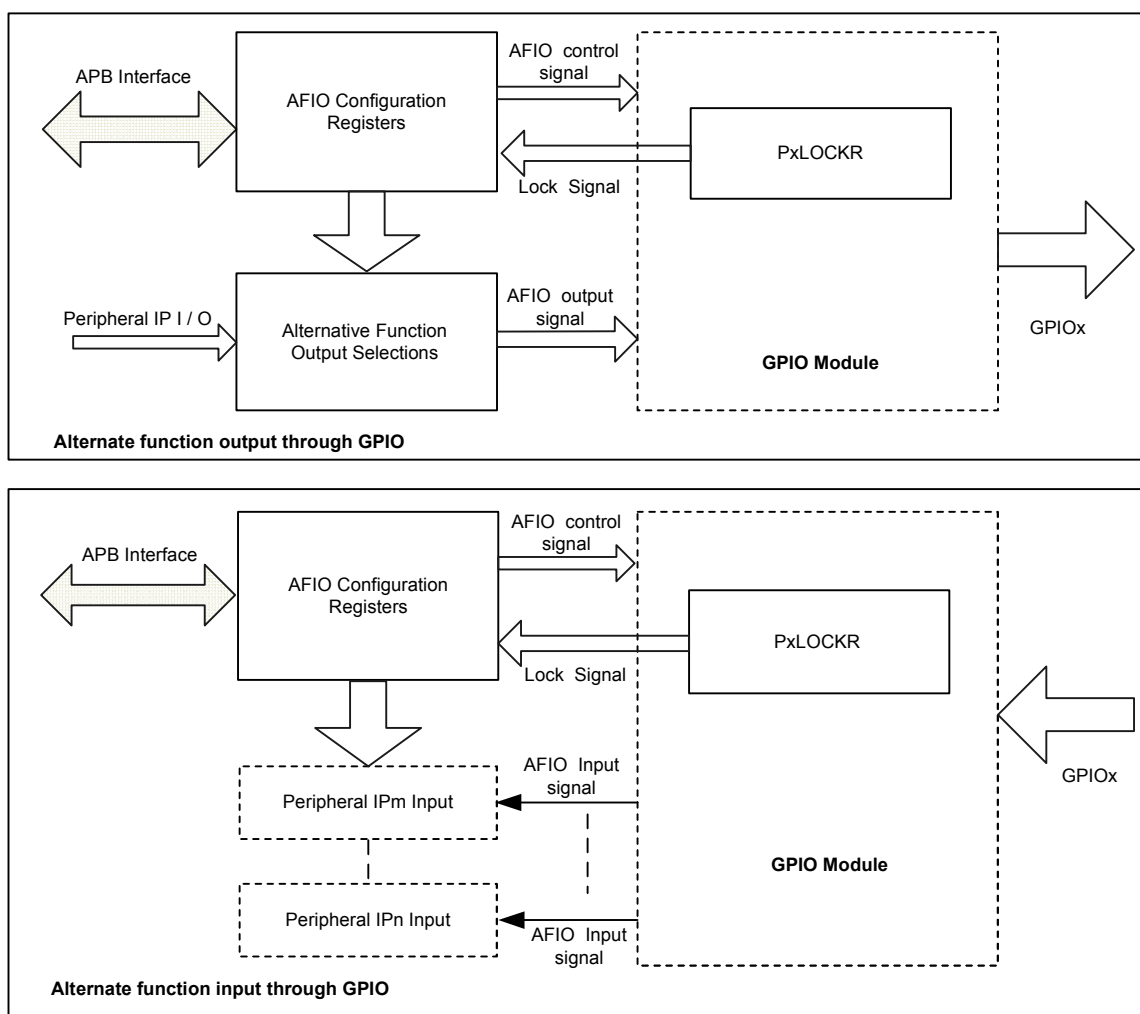 APB Interface
AFIO Configuration
Registers
AFIO control
signal
Lock Signal
PxLOCKR
Peripheral IP I / O
Alternative Function
Output Selections
AFIO output
signal
GPIO Module
GPIOx
Alternate function output through GPIO
APB Interface
AFIO Configuration
Registers
AFIO control
signal
Lock Signal
PxLOCKR
GPIOx
Peripheral IPm Input
AFIO Input
signal
GPIO Module
Peripheral IPn Input
AFIO Input
signal
Alternate function input through GPIO